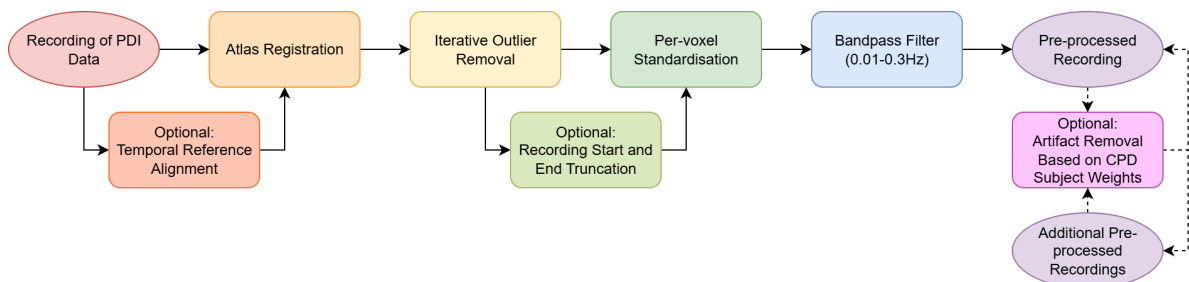 Recording of PDI
Data
Atlas Registration
Iterative Outlier
Removal
Per-voxel
Standardisation
Bandpass Filter
(0.01-0.3Hz)
Pre-processed
Recording
Optional:
Temporal Reference
Alignment
Optional:
Recording Start and
End Truncation
Optional:
Artifact Removal
Based on CPD
Subject Weights
Additional Pre-
processed
Recordings